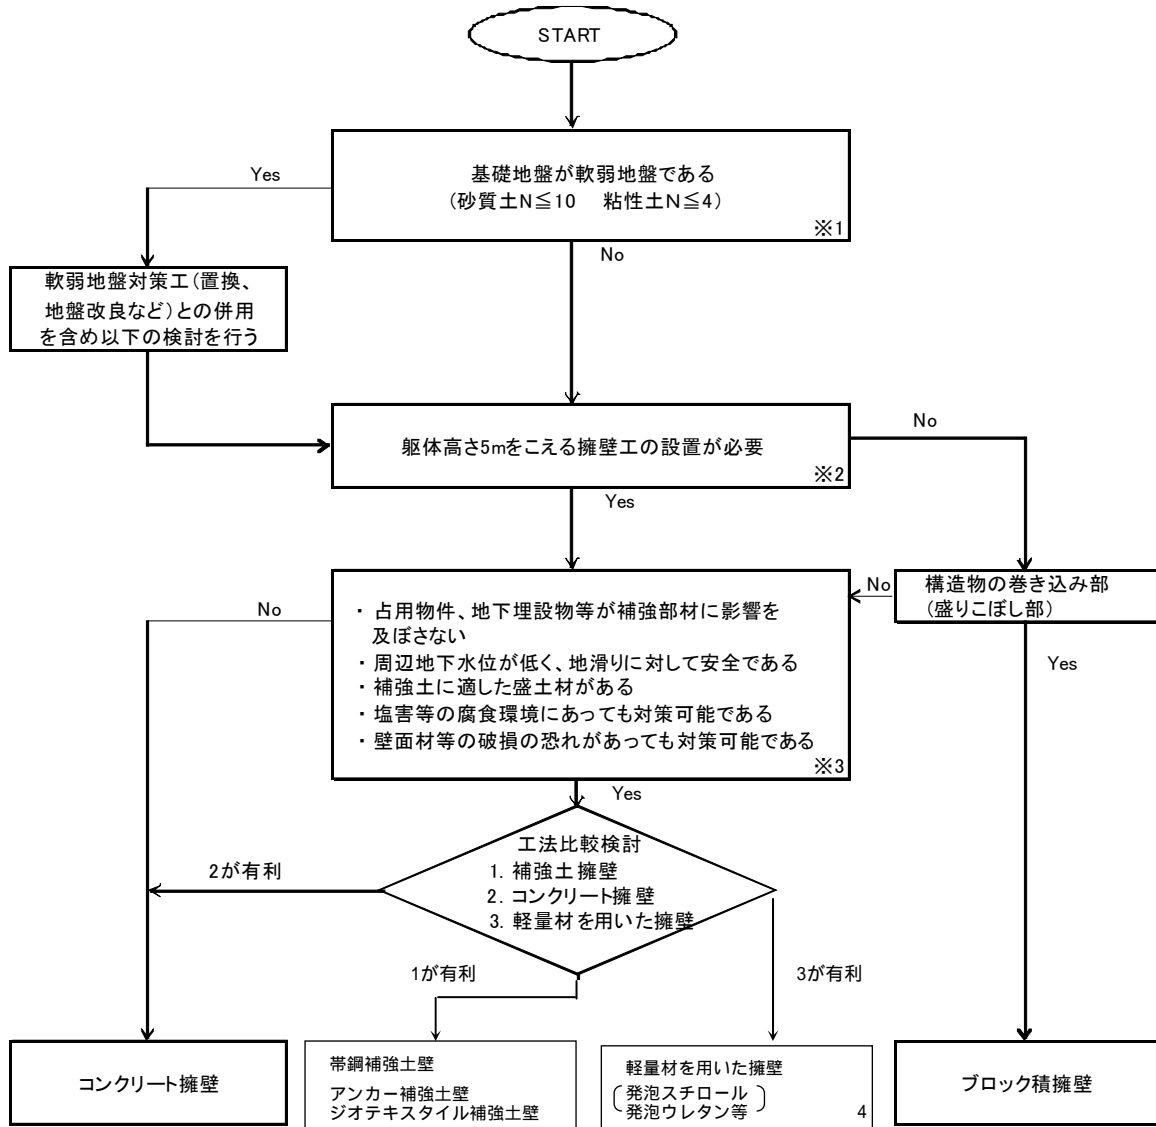 START
基礎地盤が軟弱地盤である
(砂質土N≦10　粘性土N≦4)
※1
Yes
No
軟弱地盤対策工(置換、
地盤改良など)との併用
を含め以下の検討を行う
躯体高さ5mをこえる擁壁工の設置が必要
※2
No
Yes
構造物の巻き込み部
(盛りこぼし部)
No
Yes
No
・占用物件、地下埋設物等が補強部材に影響を
及ぼさない
・周辺地下水位が低く、地滑りに対して安全である
・補強土に適した盛土材がある
・塩害等の腐食環境にあっても対策可能である
・壁面材等の破損の恐れがあっても対策可能である
※3
Yes
工法比較検討
1. 補強土擁壁
2. コンクリート擁壁
3. 軽量材を用いた擁壁
2が有利
1が有利
3が有利
コンクリート擁壁
帯鋼補強土壁
アンカー補強土壁
ジオテキスタイル補強土壁
軽量材を用いた擁壁
発泡スチロール
発泡ウレタン等
4
ブロック積擁壁